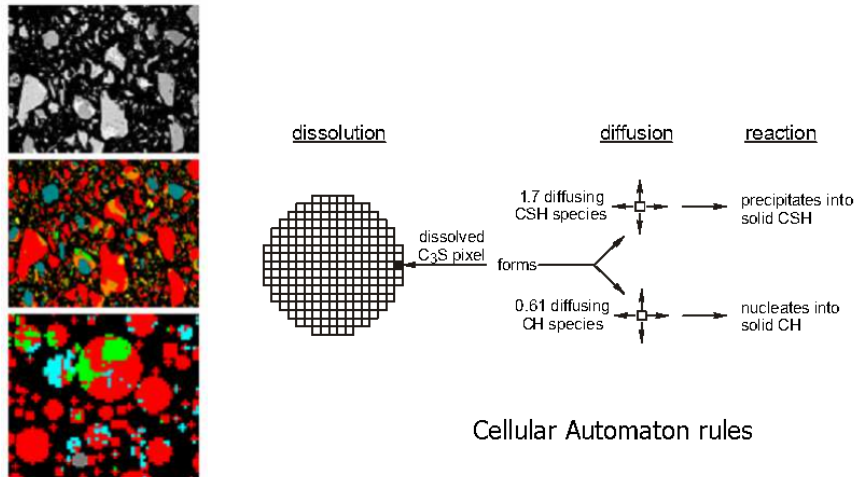 dissolution
diffusion
reaction
1.7 diffusing
CSH species
precipitates into
solid CSH
dissolved
C₃S pixel
forms
0.61 diffusing
CH species
nucleates into
solid CH
Cellular Automaton rules